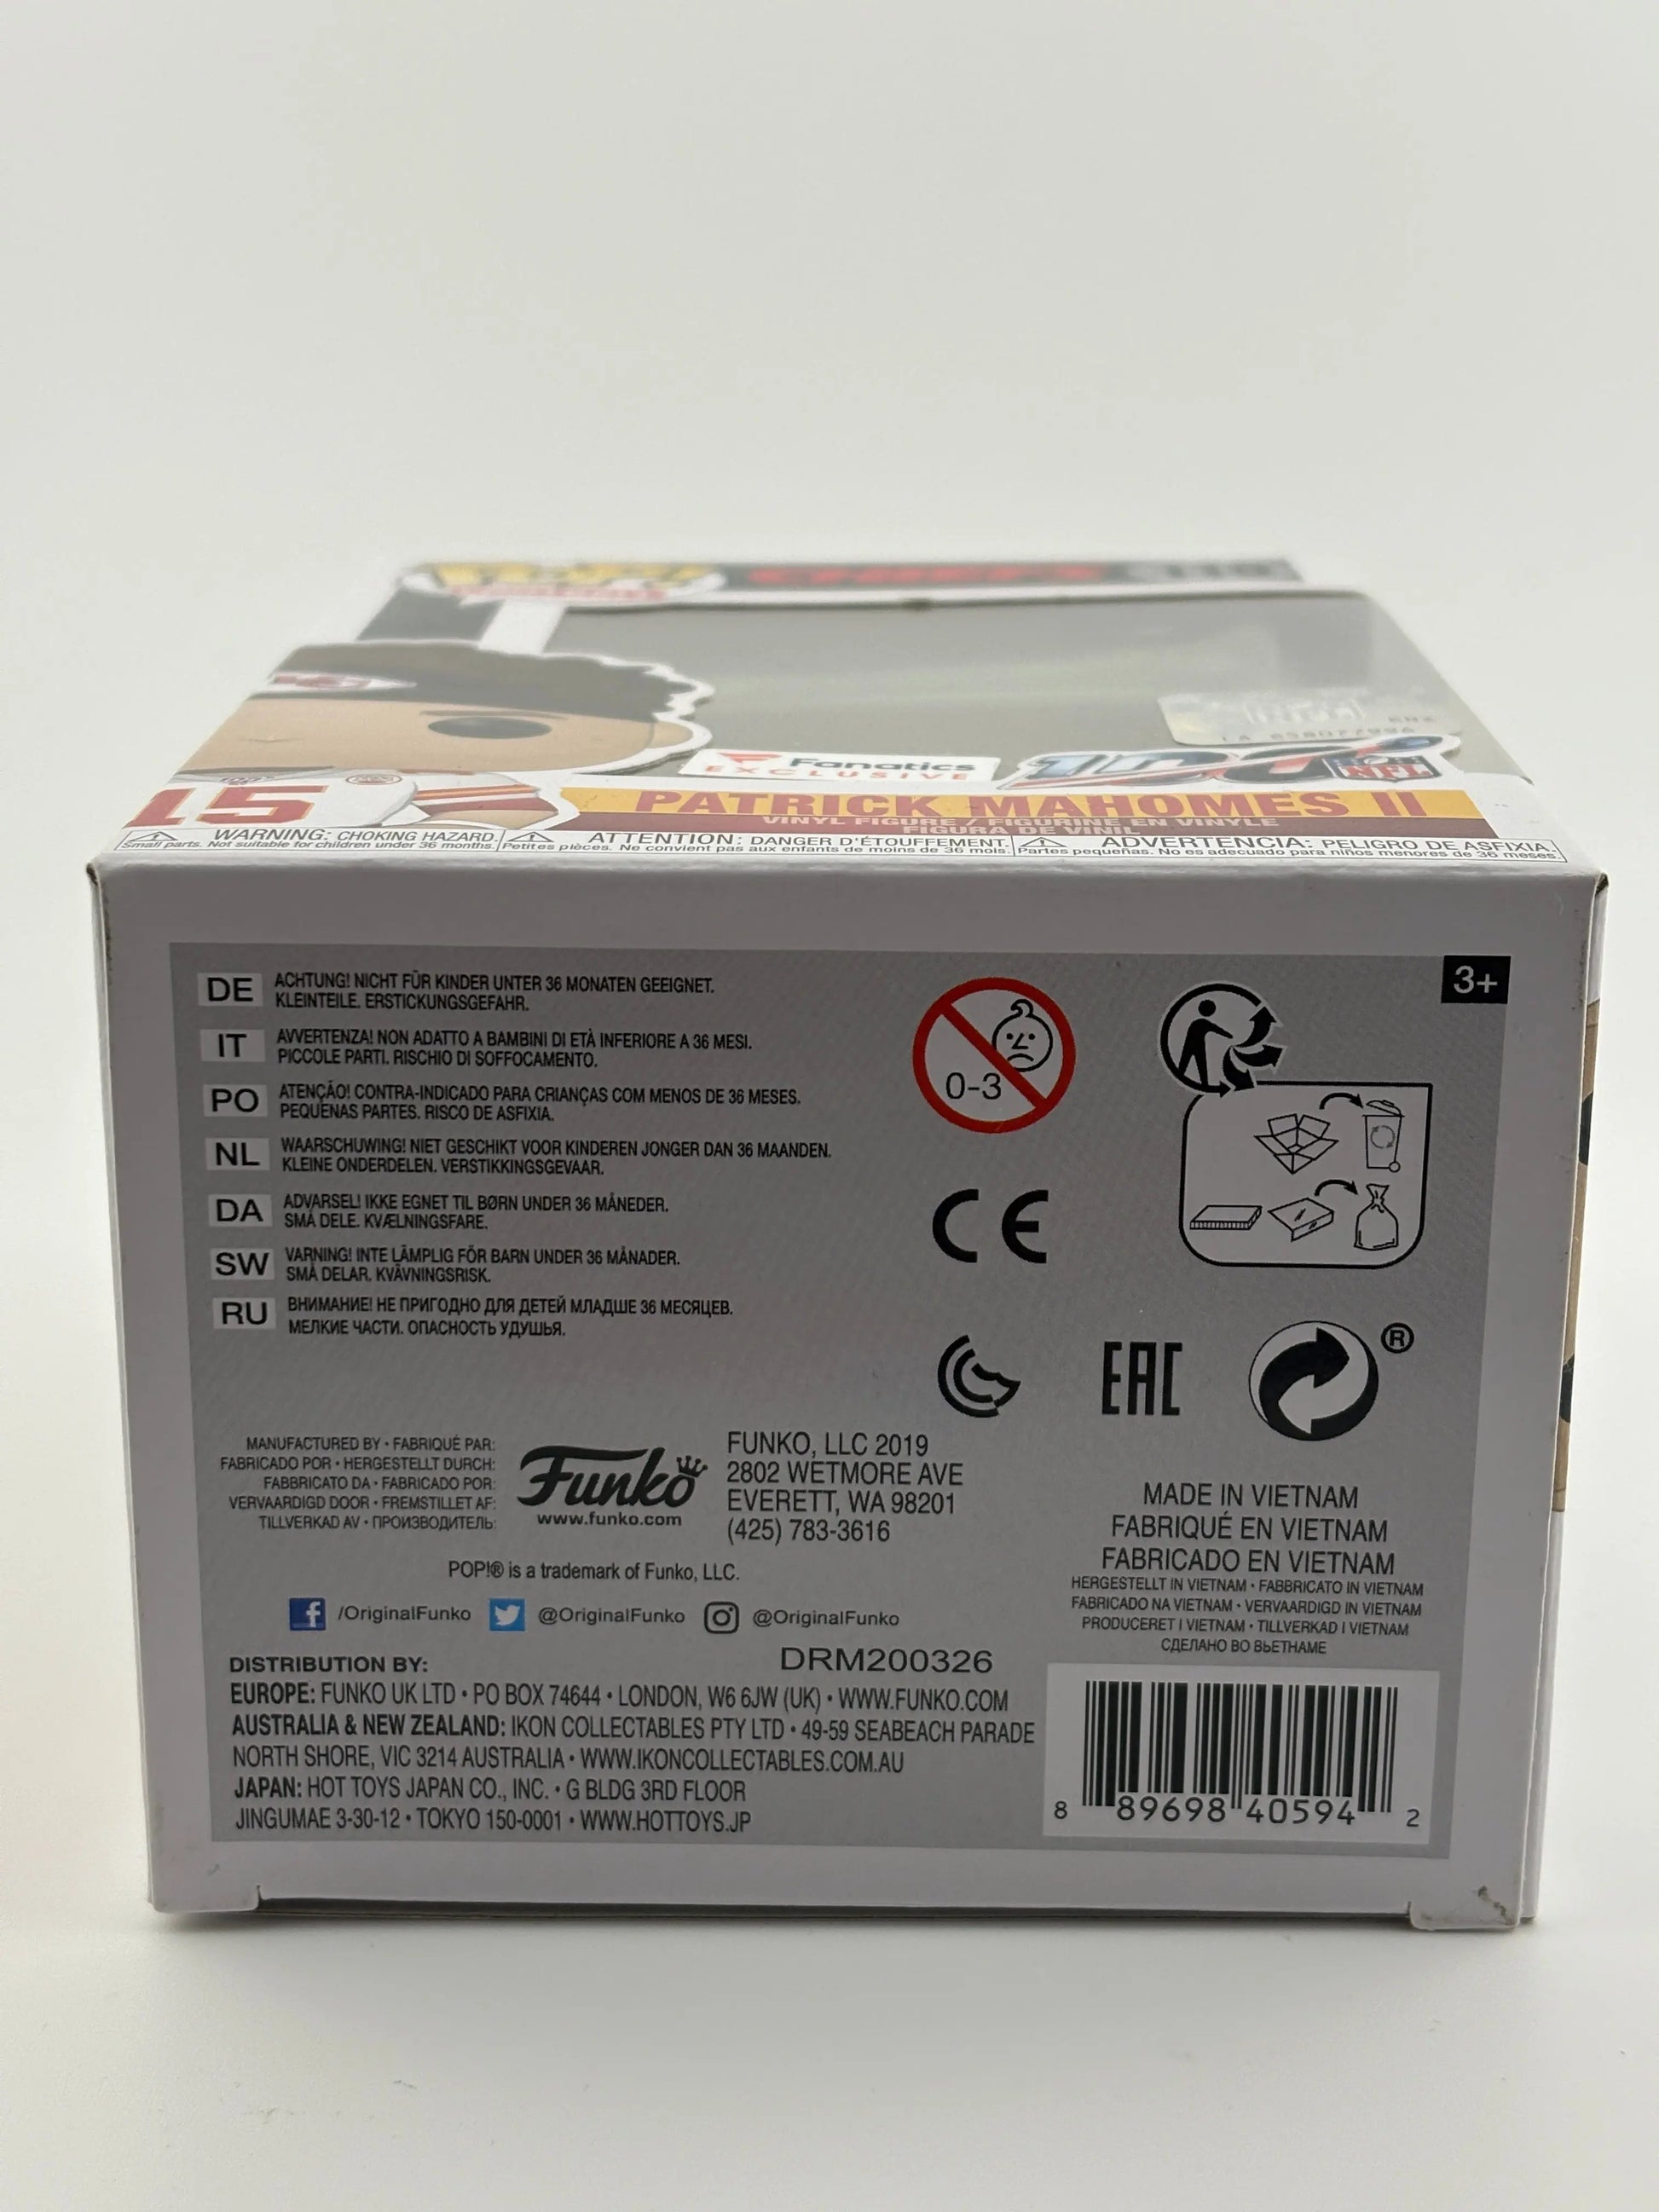 CHIEFS
Fanatics
EXCLUSIVE
100
NFL
15
PATRICK MAHOMES II
VINYL FIGURE / FIGURINE EN VINYLE
FIGURA DE VINIL
WARNING: CHOKING HAZARD.
Small parts. Not suitable for children under 36 months.
ATTENTION: DANGER D'ÉTOUFFEMENT.
Petites pièces. Ne convient pas aux enfants de moins de 36 mois.
ADVERTENCIA: PELIGRO DE ASFIXIA.
Partes pequeñas. No es adecuado para niños menores de 36 meses.
3+
DE ACHTUNG! NICHT FÜR KINDER UNTER 36 MONATEN GEEIGNET.
KLEINTEILE. ERSTICKUNGSGEFAHR.
IT AVVERTENZA! NON ADATTO A BAMBINI DI ETÀ INFERIORE A 36 MESI.
PICCOLE PARTI. RISCHIO DI SOFFOCAMENTO.
PO ATENÇÃO! CONTRA-INDICADO PARA CRIANÇAS COM MENOS DE 36 MESES.
PEQUENAS PARTES. RISCO DE ASFIXIA.
NL WAARSCHUWING! NIET GESCHIKT VOOR KINDEREN JONGER DAN 36 MAANDEN.
KLEINE ONDERDELEN. VERSTIKKINGSGEVAAR.
DA ADVARSEL! IKKE EGNET TIL BØRN UNDER 36 MÅNEDER.
SMÅ DELE. KVÆLNINGSFARE.
SW VARNING! INTE LÄMPLIG FÖR BARN UNDER 36 MÅNADER.
SMÅ DELAR. KVÄVNINGSRISK.
RU ВНИМАНИЕ! НЕ ПРИГОДНО ДЛЯ ДЕТЕЙ МЛАДШЕ 36 МЕСЯЦЕВ.
МЕЛКИЕ ЧАСТИ. ОПАСНОСТЬ УДУШЬЯ.
0-3
CE
EAC
®
MANUFACTURED BY • FABRIQUÉ PAR:
FABRICADO POR • HERGESTELLT DURCH:
FABBRICATO DA • FABRICADO POR:
VERVAARDIGD DOOR • FREMSTILLET AF:
TILLVERKAD AV • ПРОИЗВОДИТЕЛЬ:
Funko
www.funko.com
FUNKO, LLC 2019
2802 WETMORE AVE
EVERETT, WA 98201
(425) 783-3616
POP!® is a trademark of Funko, LLC.
/OriginalFunko @OriginalFunko @OriginalFunko
MADE IN VIETNAM
FABRIQUÉ EN VIETNAM
FABRICADO EN VIETNAM
HERGESTELLT IN VIETNAM • FABBRICATO IN VIETNAM
FABRICADO NA VIETNAM • VERVAARDIGD IN VIETNAM
PRODUCERET I VIETNAM • TILLVERKAD I VIETNAM
СДЕЛАНО ВО ВЬЕТНАМЕ
DRM200326
DISTRIBUTION BY:
EUROPE: FUNKO UK LTD • PO BOX 74644 • LONDON, W6 6JW (UK) • WWW.FUNKO.COM
AUSTRALIA & NEW ZEALAND: IKON COLLECTABLES PTY LTD • 49-59 SEABEACH PARADE
NORTH SHORE, VIC 3214 AUSTRALIA • WWW.IKONCOLLECTABLES.COM.AU
JAPAN: HOT TOYS JAPAN CO., INC. • G BLDG 3RD FLOOR
JINGUMAE 3-30-12 • TOKYO 150-0001 • WWW.HOTTOYS.JP
8 89698 40594 2